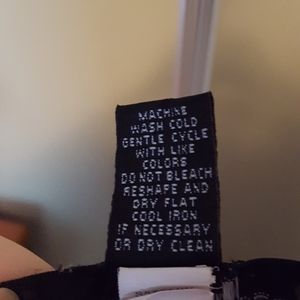 MACHINE
WASH COLD
GENTLE CYCLE
WITH LIKE
COLORS
DO NOT BLEACH
RESHAPE AND
DRY FLAT
COOL IRON
IF NECESSARY
OR DRY CLEAN